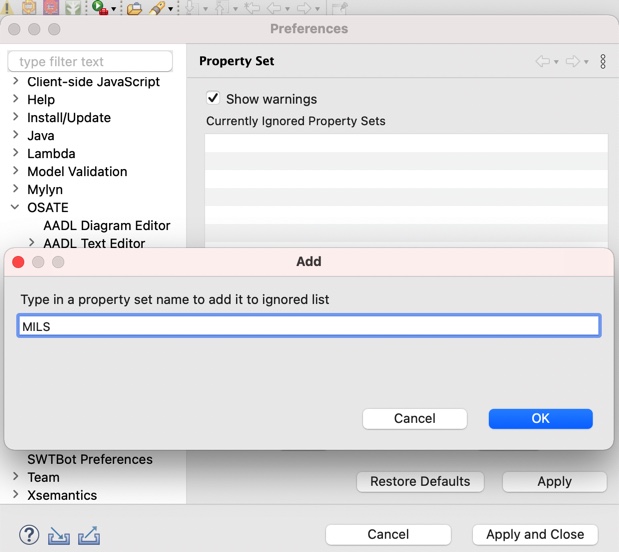 Preferences
type filter text
Client-side JavaScript
Help
Install/Update
Java
Lambda
Model Validation
Mylyn
OSATE
AADL Diagram Editor
AADL Text Editor
Property Set
Show warnings
Currently Ignored Property Sets
Add
Type in a property set name to add it to ignored list
MILS
Cancel
OK
SWTBot Preferences
Team
Xsemantics
Restore Defaults
Apply
?
Cancel
Apply and Close